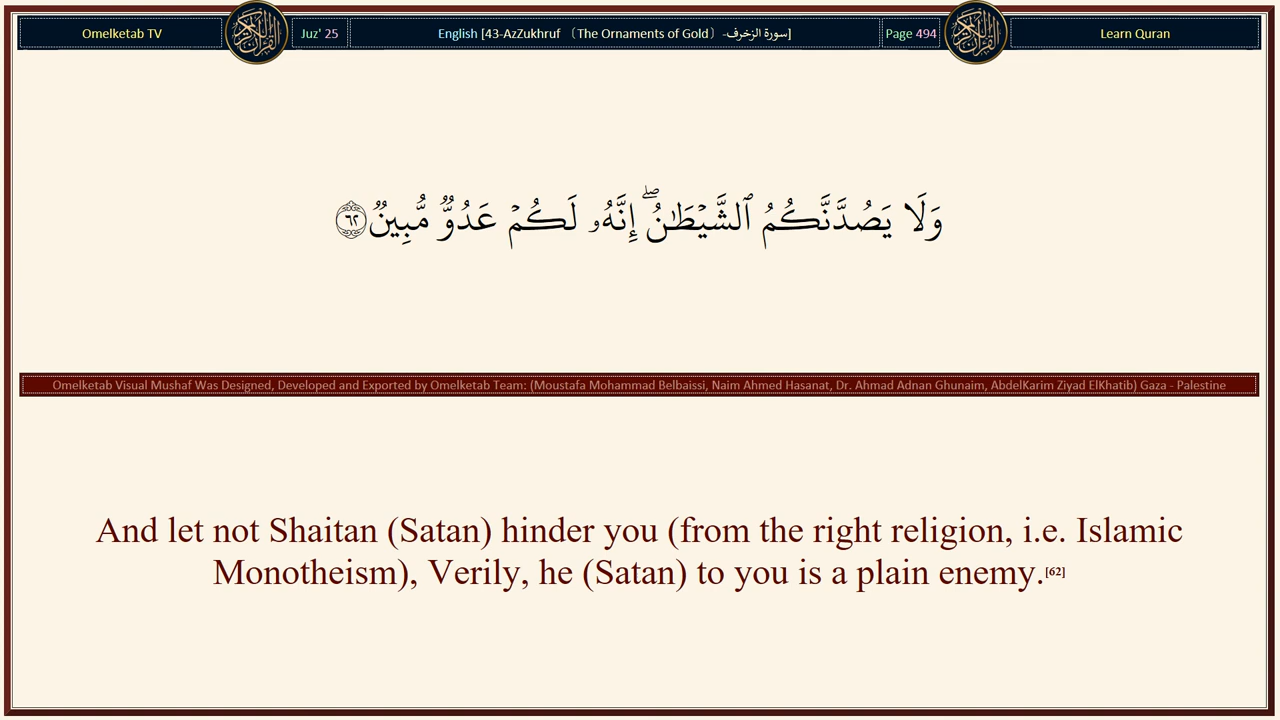 Omelketab TV
Juz' 25
English [43-AzZukhruf 〔The Ornaments of Gold〕 -سورة الزخرف]
Page 494
Learn Quran
وَلَا يَصُدَّنَّكُمُ ٱلشَّيْطَـٰنُ ۖ إِنَّهُۥ لَكُمْ عَدُوٌّ مُّبِينٌ ٦٢
Omelketab Visual Mushaf Was Designed, Developed and Exported by Omelketab Team: (Moustafa Mohammad Belbaissi, Naim Ahmed Hasanat, Dr. Ahmad Adnan Ghunaim, AbdelKarim Ziyad ElKhatib) Gaza - Palestine
And let not Shaitan (Satan) hinder you (from the right religion, i.e. Islamic
Monotheism), Verily, he (Satan) to you is a plain enemy.[62]